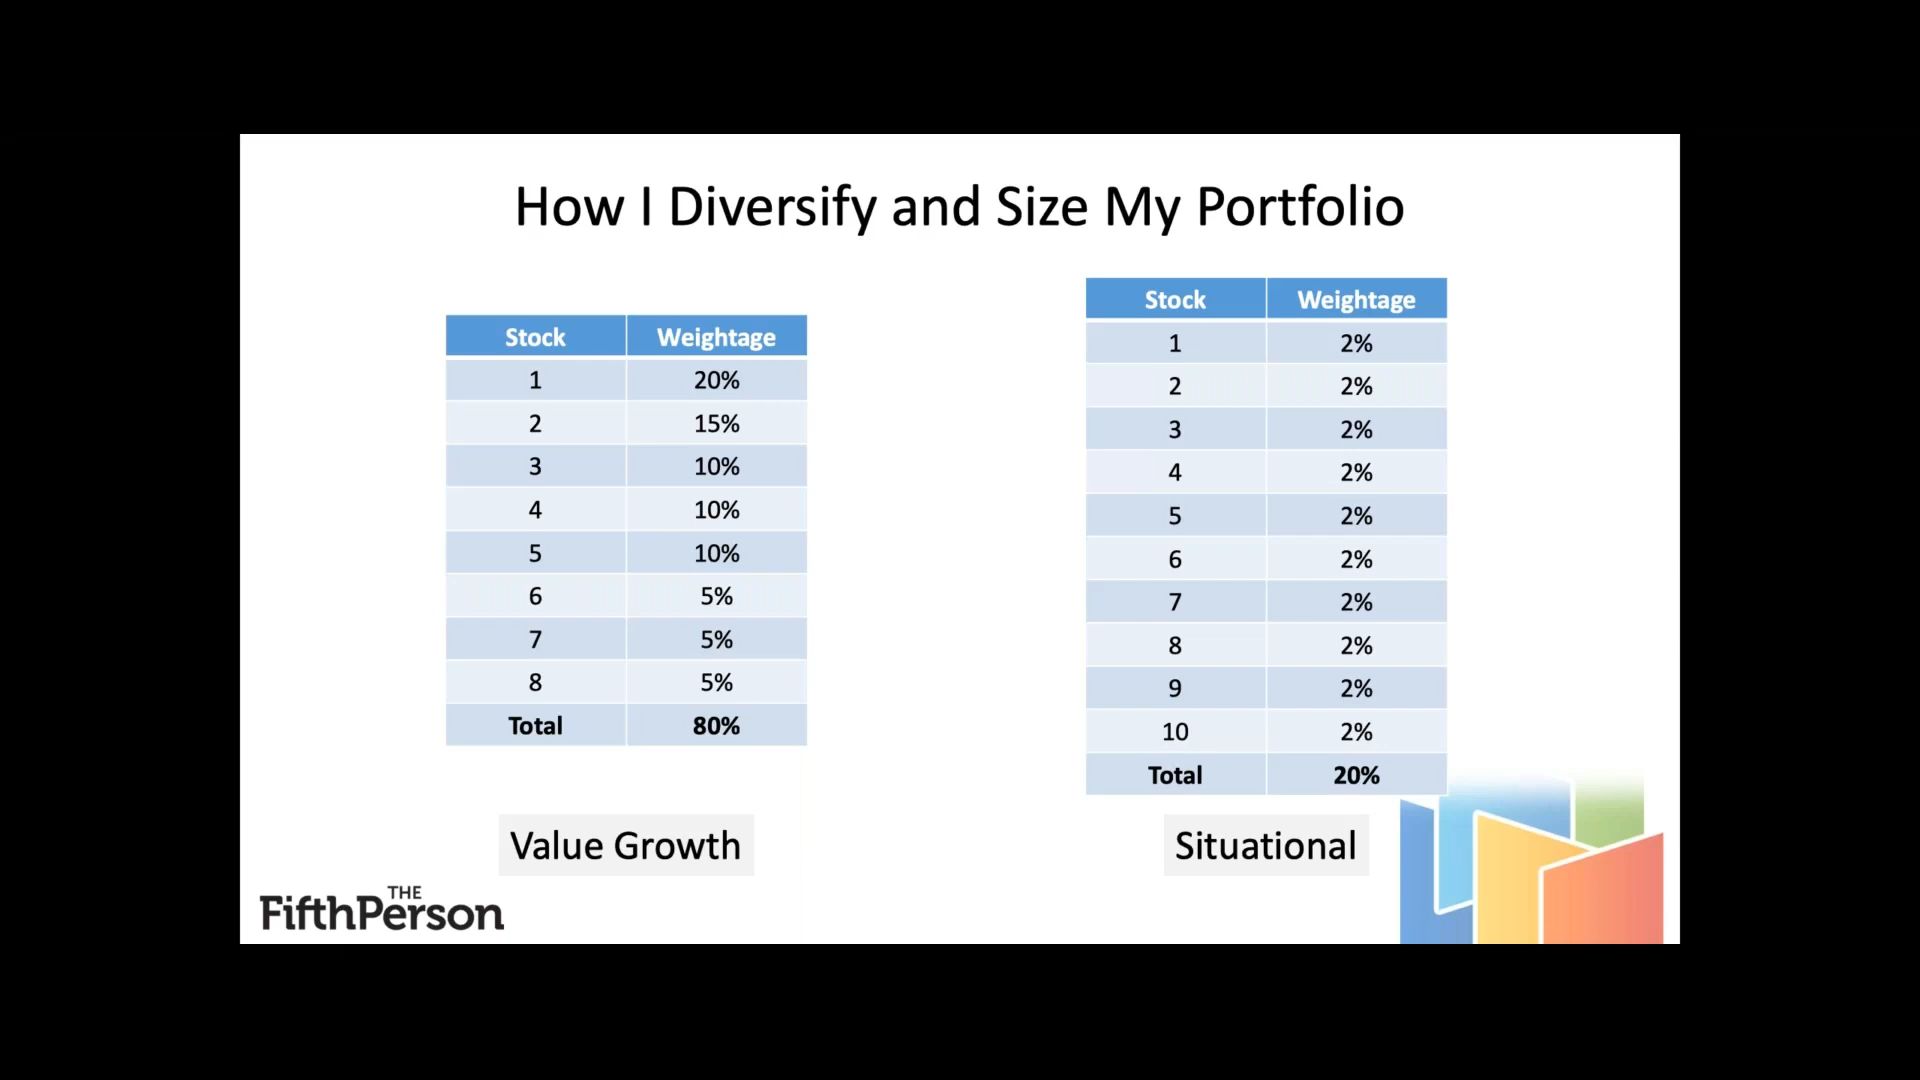 How I Diversify and Size My Portfolio
Stock Weightage
1 20%
2 15%
3 10%
4 10%
5 10%
6 5%
7 5%
8 5%
Total 80%
Value Growth
Stock Weightage
1 2%
2 2%
3 2%
4 2%
5 2%
6 2%
7 2%
8 2%
9 2%
10 2%
Total 20%
Situational
THE
FifthPerson